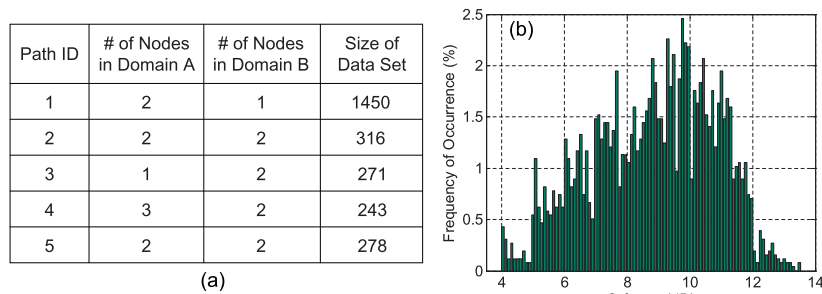 Path ID # of Nodes in Domain A # of Nodes in Domain B Size of Data Set
1 2 1 1450
2 2 2 316
3 1 2 271
4 3 2 243
5 2 2 278
(a)
(b)
Frequency of Occurrence (%)
2.5
2
1.5
1
0.5
0
4 6 8 10 12 14